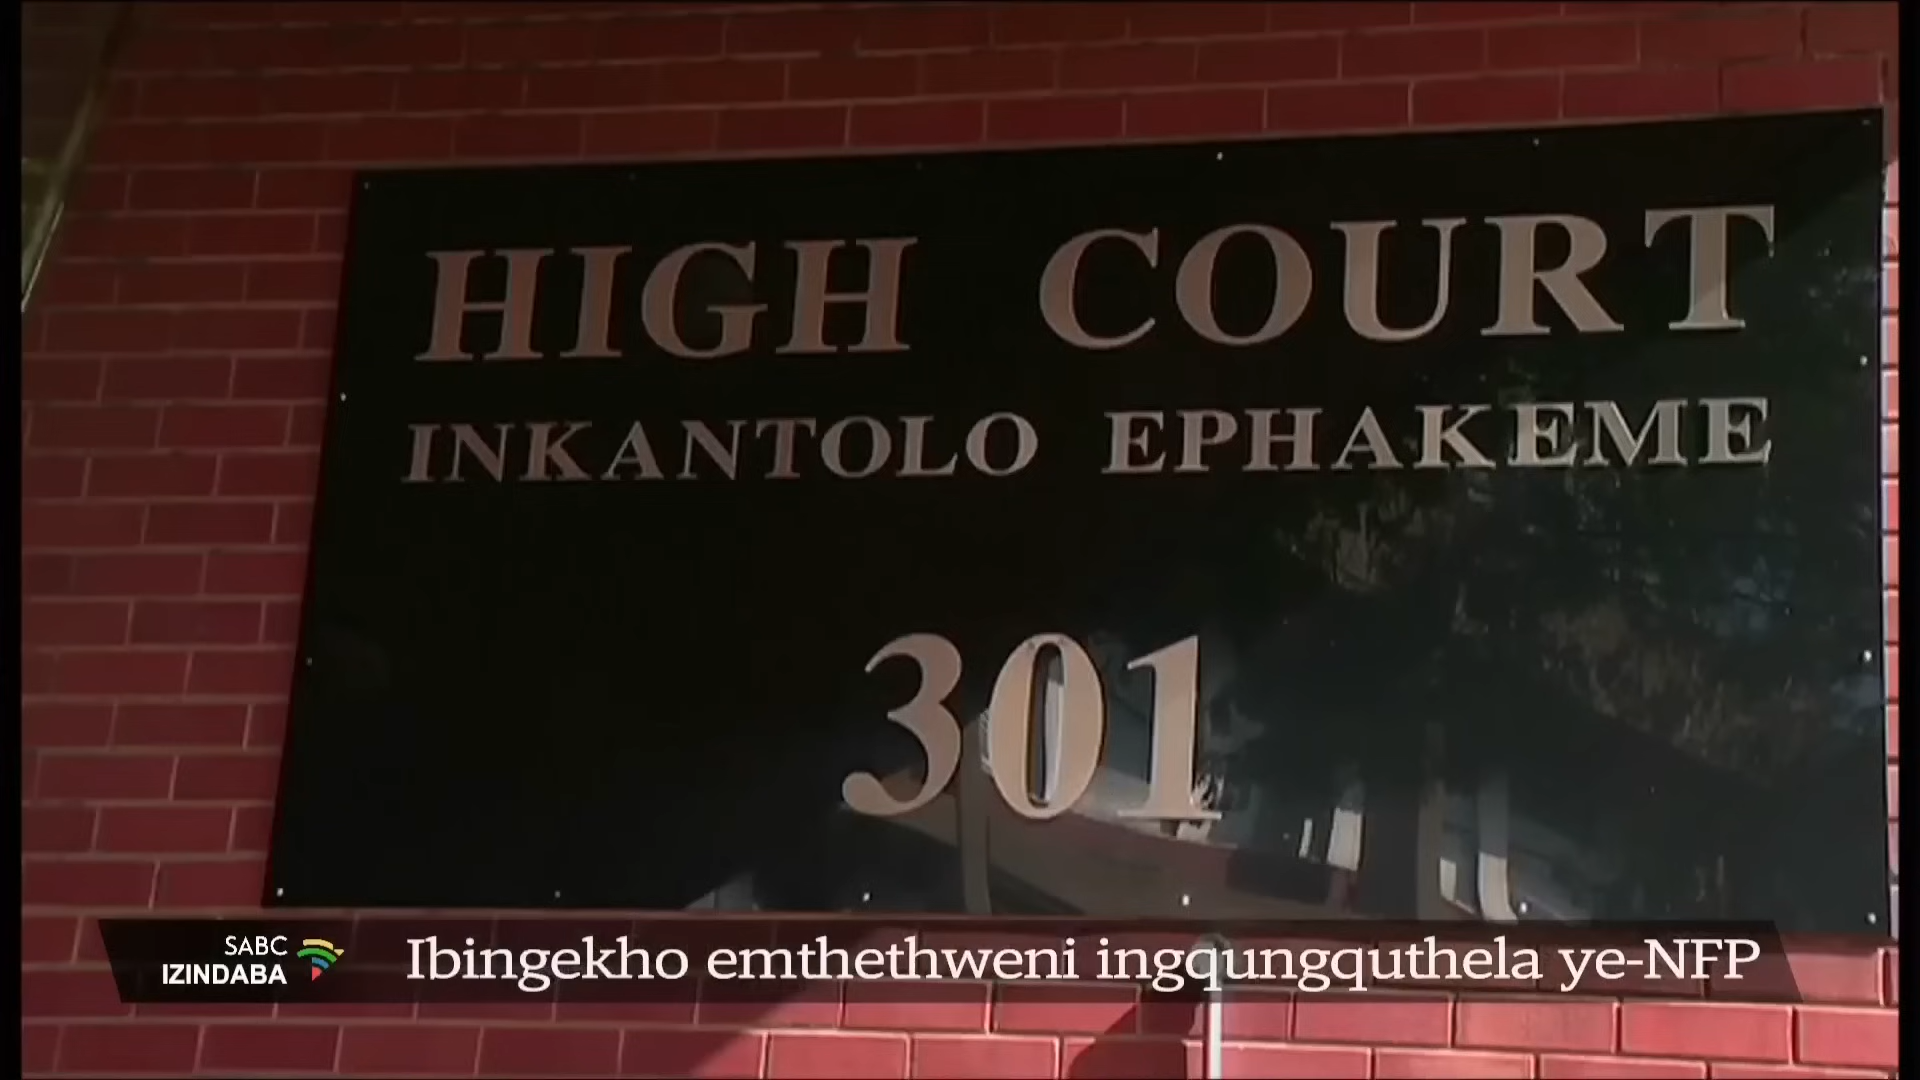 HIGH COURT
INKANTOLO EPHAKEME
301
SABC
IZINDABA
Ibingekho emthethweni ingqungquthela ye-NFP